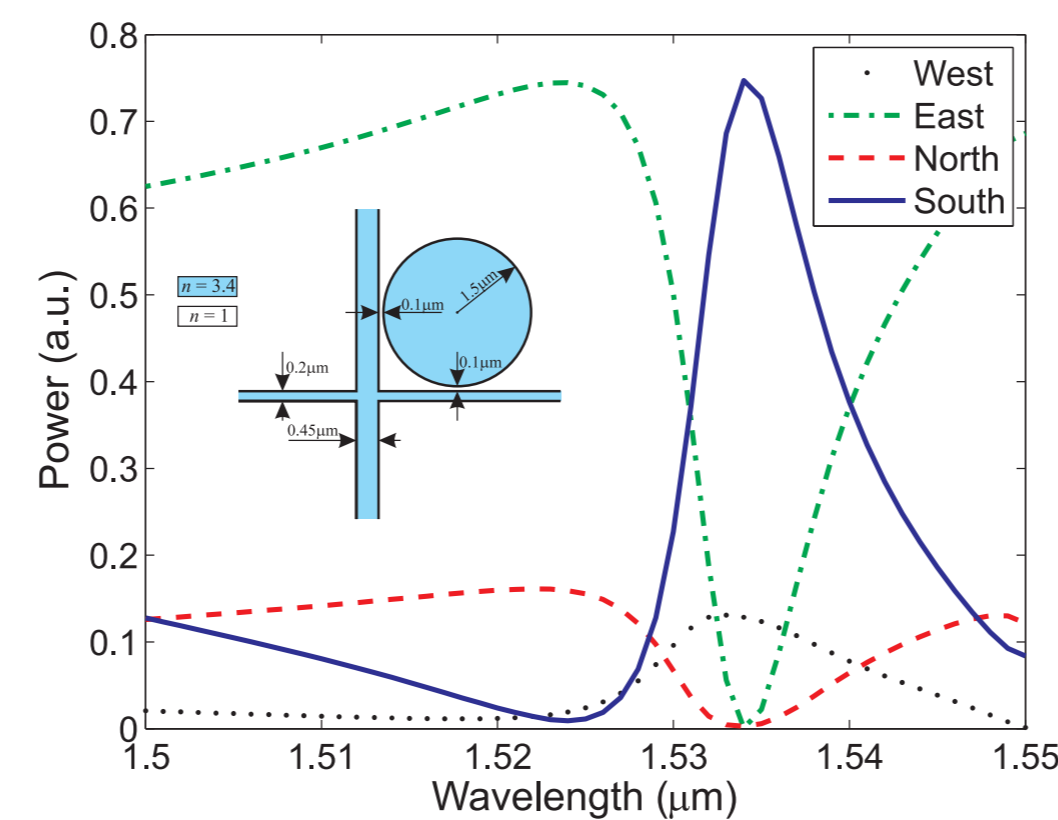 0.8
0.7
0.6
0.5
0.4
0.3
0.2
0.1
0
Power (a.u.)
West
East
North
South
n = 3.4
n = 1
1.5μm
0.1μm
0.1μm
0.2μm
0.45μm
1.5 1.51 1.52 1.53 1.54 1.55
Wavelength (μm)